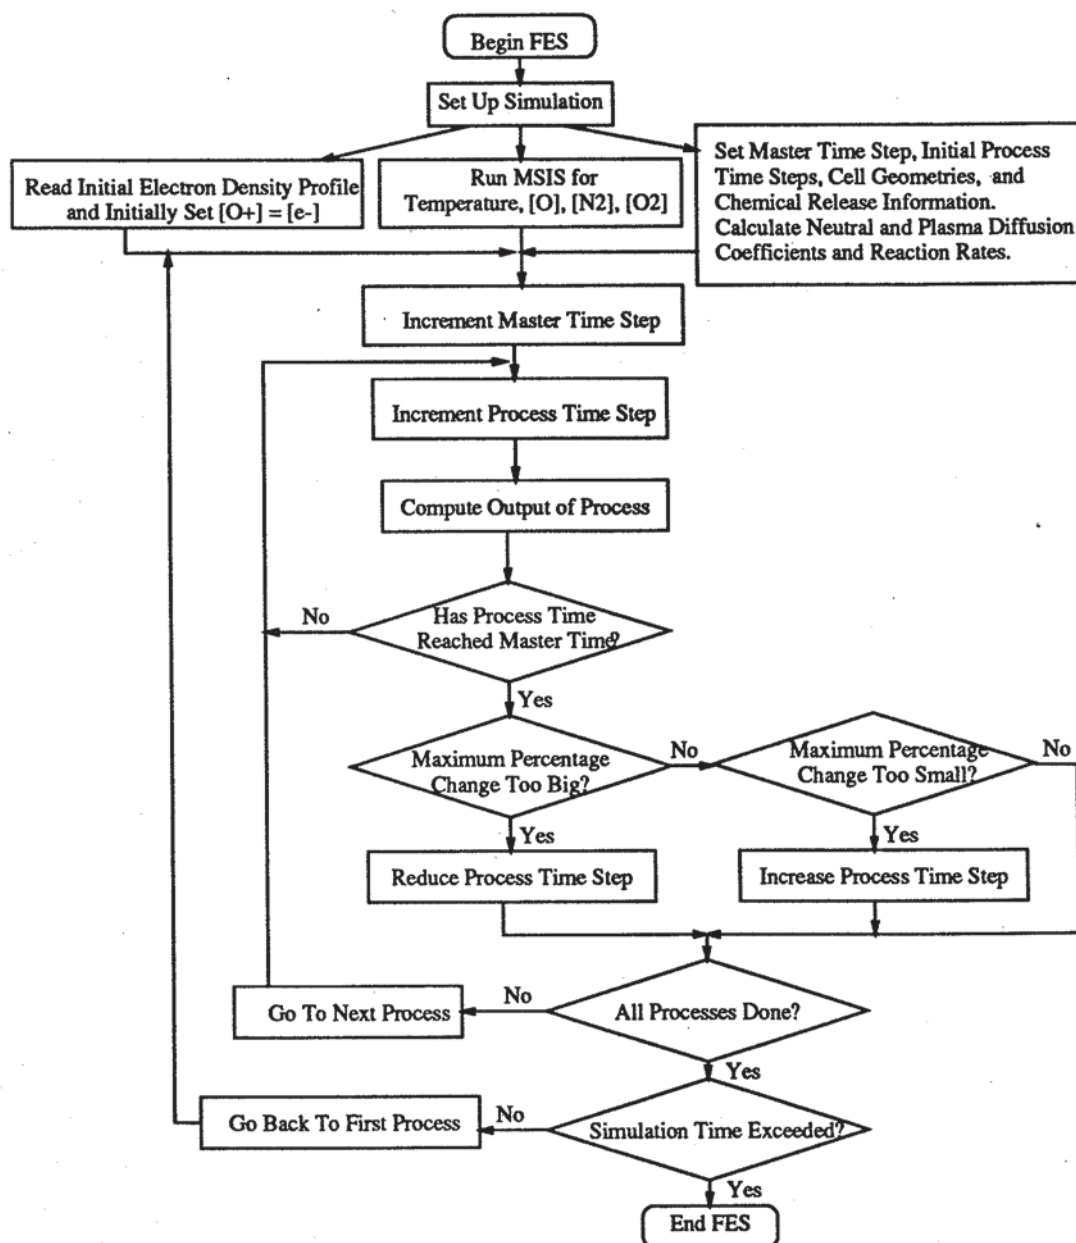 Begin FES
Set Up Simulation
Read Initial Electron Density Profile
and Initially Set [O+] = [e-]
Run MSIS for
Temperature, [O], [N2], [O2]
Set Master Time Step, Initial Process
Time Steps, Cell Geometries, and
Chemical Release Information.
Calculate Neutral and Plasma Diffusion
Coefficients and Reaction Rates.
Increment Master Time Step
Increment Process Time Step
Compute Output of Process
No
Has Process Time
Reached Master Time?
Yes
Maximum Percentage
Change Too Big?
No
Maximum Percentage
Change Too Small?
No
Yes
Yes
Reduce Process Time Step
Increase Process Time Step
Go To Next Process
No
All Processes Done?
Yes
Go Back To First Process
No
Simulation Time Exceeded?
Yes
End FES